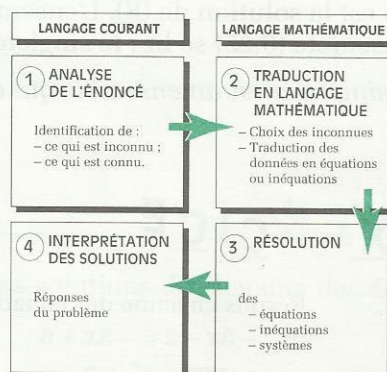 LANGAGE COURANT
LANGAGE MATHÉMATIQUE
1 ANALYSE
DE L'ÉNONCÉ
Identification de :
– ce qui est inconnu ;
– ce qui est connu.
2 TRADUCTION
EN LANGAGE
MATHÉMATIQUE
– Choix des inconnues
– Traduction des
données en équations
ou inéquations
4 INTERPRÉTATION
DES SOLUTIONS
Réponses
du problème
3 RÉSOLUTION
des
– équations
– inéquations
– systèmes